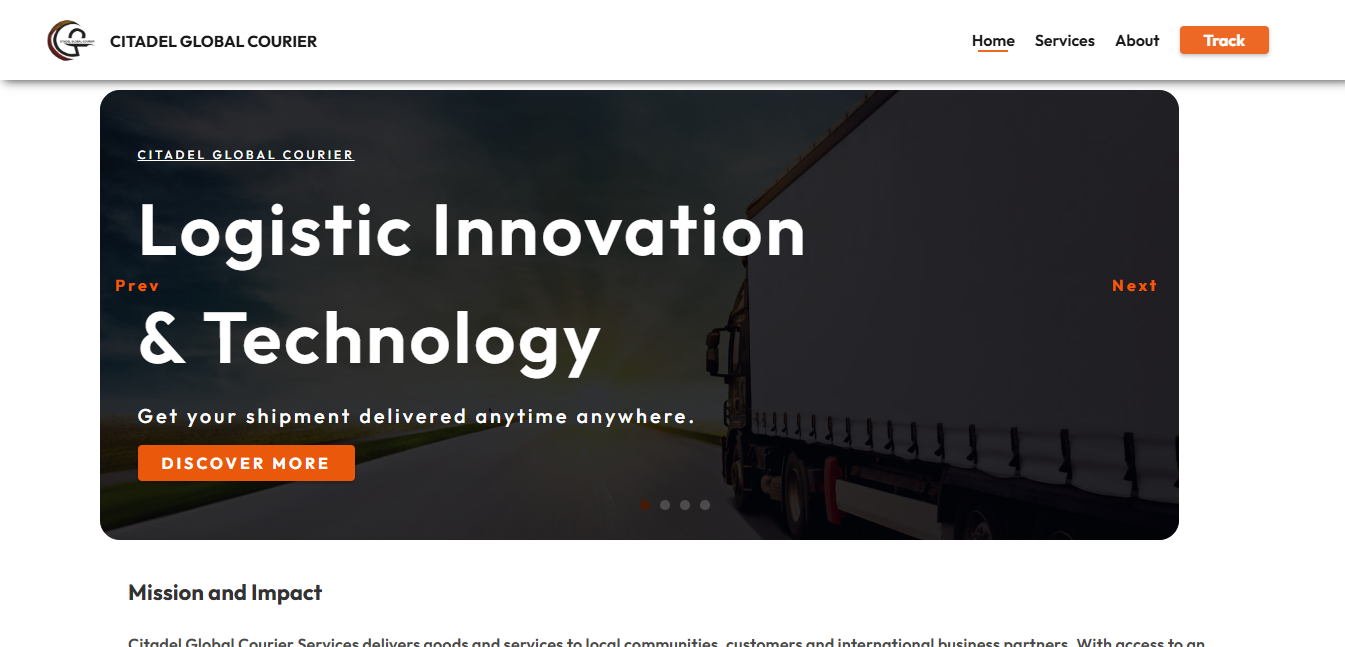 CITADEL GLOBAL COURIER
Home Services About Track
CITADEL GLOBAL COURIER
Logistic Innovation
Prev Next
& Technology
Get your shipment delivered anytime anywhere.
DISCOVER MORE
Mission and Impact
Citadel Global Courier Services delivers goods and services to local communities, customers and international business partners. With access to an